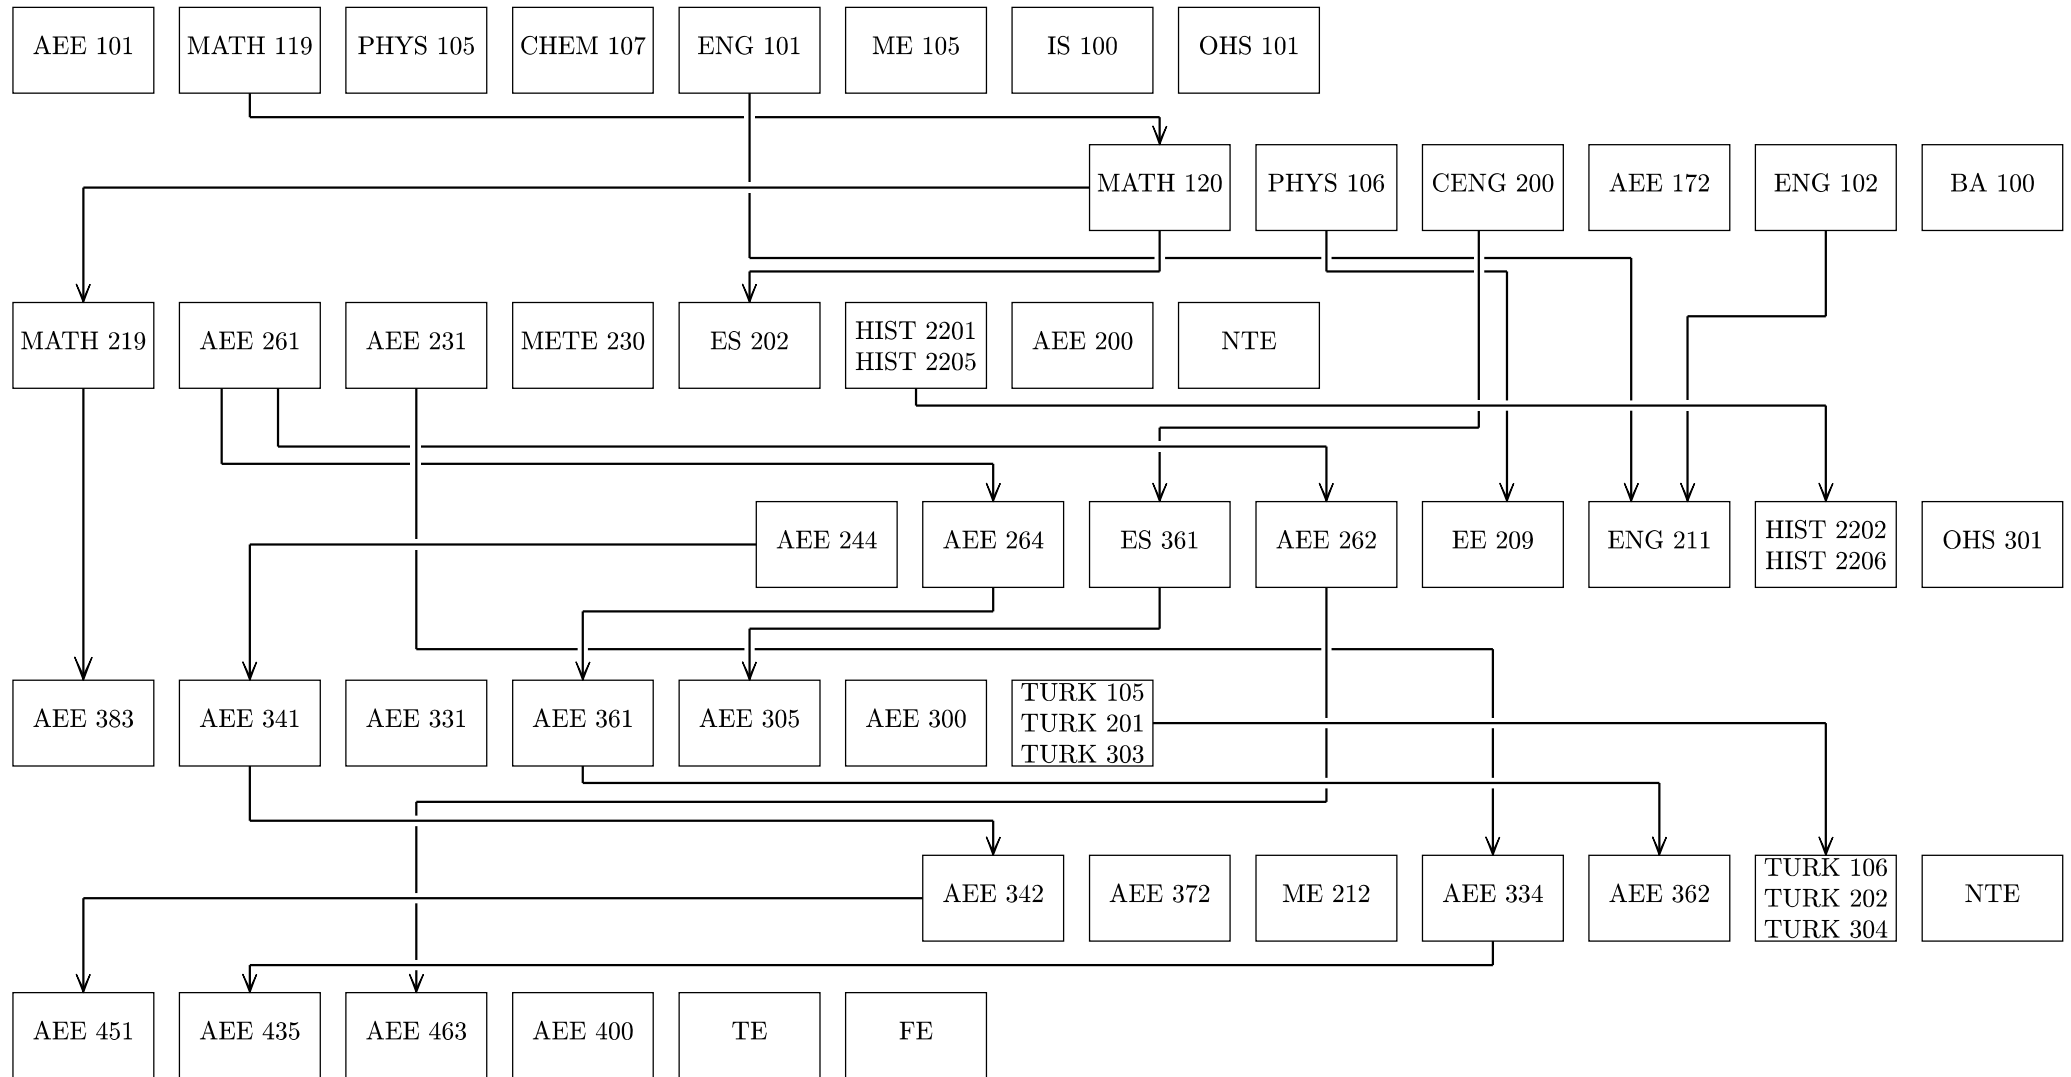 AEE 101
MATH 119
PHYS 105
CHEM 107
ENG 101
ME 105
IS 100
OHS 101
MATH 120
PHYS 106
CENG 200
AEE 172
ENG 102
BA 100
MATH 219
AEE 261
AEE 231
METE 230
ES 202
HIST 2201
HIST 2205
AEE 200
NTE
AEE 244
AEE 264
ES 361
AEE 262
EE 209
ENG 211
HIST 2202
HIST 2206
OHS 301
AEE 383
AEE 341
AEE 331
AEE 361
AEE 305
AEE 300
TURK 105
TURK 201
TURK 303
AEE 342
AEE 372
ME 212
AEE 334
AEE 362
TURK 106
TURK 202
TURK 304
NTE
AEE 451
AEE 435
AEE 463
AEE 400
TE
FE